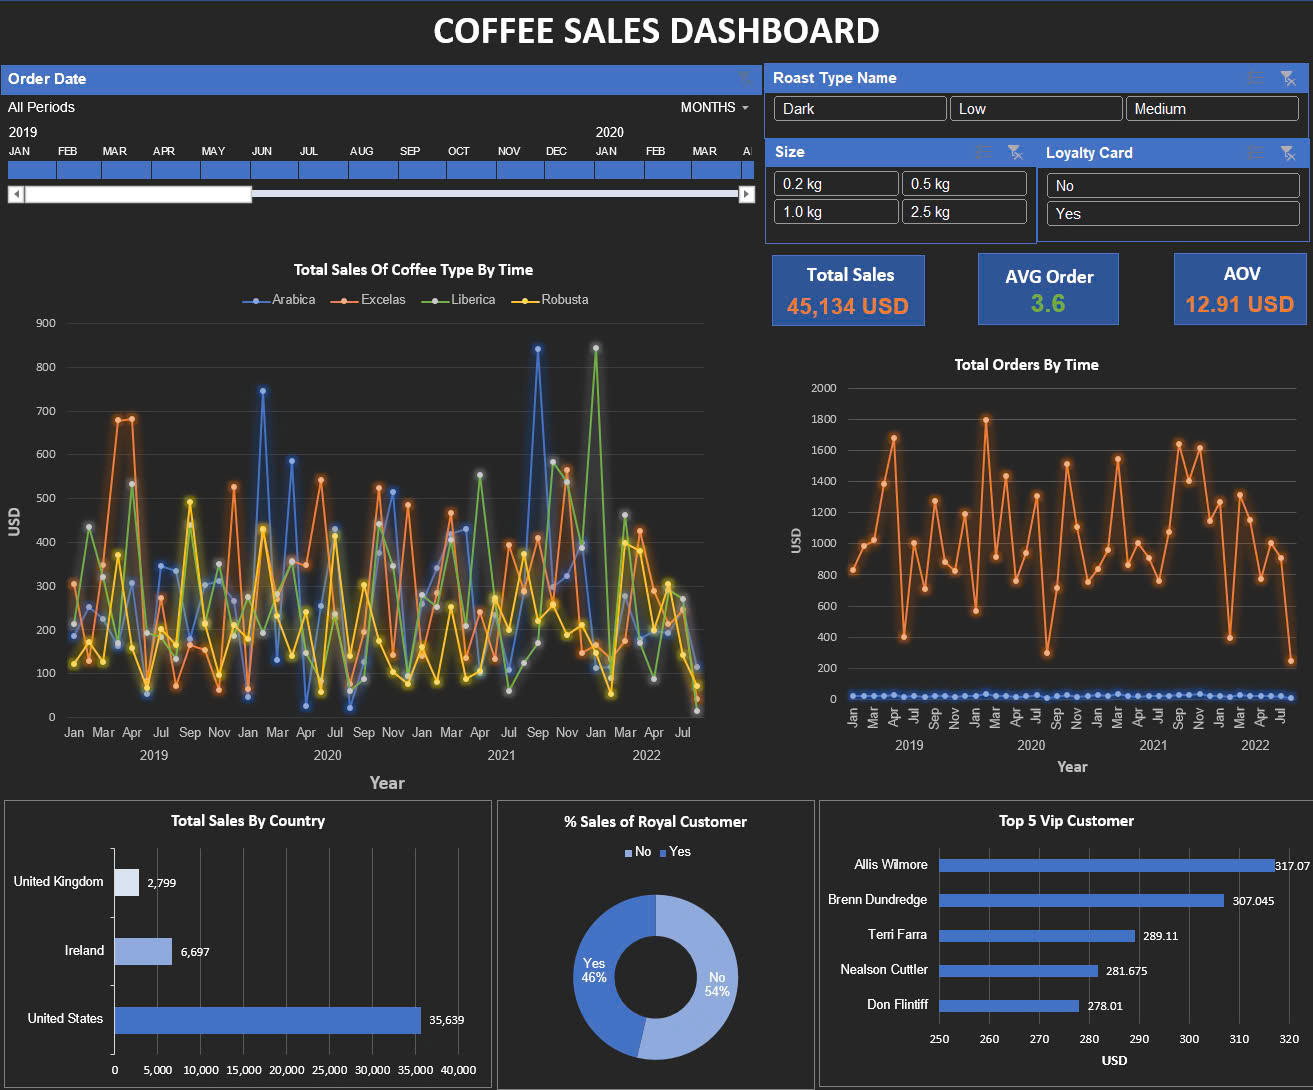 COFFEE SALES DASHBOARD
Order Date
All Periods MONTHS
2019 2020
JAN FEB MAR APR MAY JUN JUL AUG SEP OCT NOV DEC JAN FEB MAR A
Roast Type Name
Dark Low Medium
Size
0.2 kg 0.5 kg
1.0 kg 2.5 kg
Loyalty Card
No
Yes
Total Sales
45,134 USD
AVG Order
3.6
AOV
12.91 USD
Total Sales Of Coffee Type By Time
Arabica Excelas Liberica Robusta
900
800
700
600
500
400
300
200
100
0
USD
Jan Mar Apr Jul Sep Nov Jan Mar Apr Jul Sep Nov Jan Mar Apr Jul Sep Nov Jan Mar Apr Jul
2019 2020 2021 2022
Year
Total Orders By Time
2000
1800
1600
1400
1200
1000
800
600
400
200
0
USD
Jan Mar Apr Jul Sep Nov Jan Mar Apr Jul Sep Nov Jan Mar Apr Jul Sep Nov Jan Mar Apr Jul
2019 2020 2021 2022
Year
Total Sales By Country
United Kingdom 2,799
Ireland 6,697
United States 35,639
0 5,000 10,000 15,000 20,000 25,000 30,000 35,000 40,000
% Sales of Royal Customer
No Yes
Yes
46%
No
54%
Top 5 Vip Customer
Allis Wilmore 317.07
Brenn Dundredge 307.045
Terri Farra 289.11
Nealson Cuttler 281.675
Don Flintiff 278.01
250 260 270 280 290 300 310 320
USD